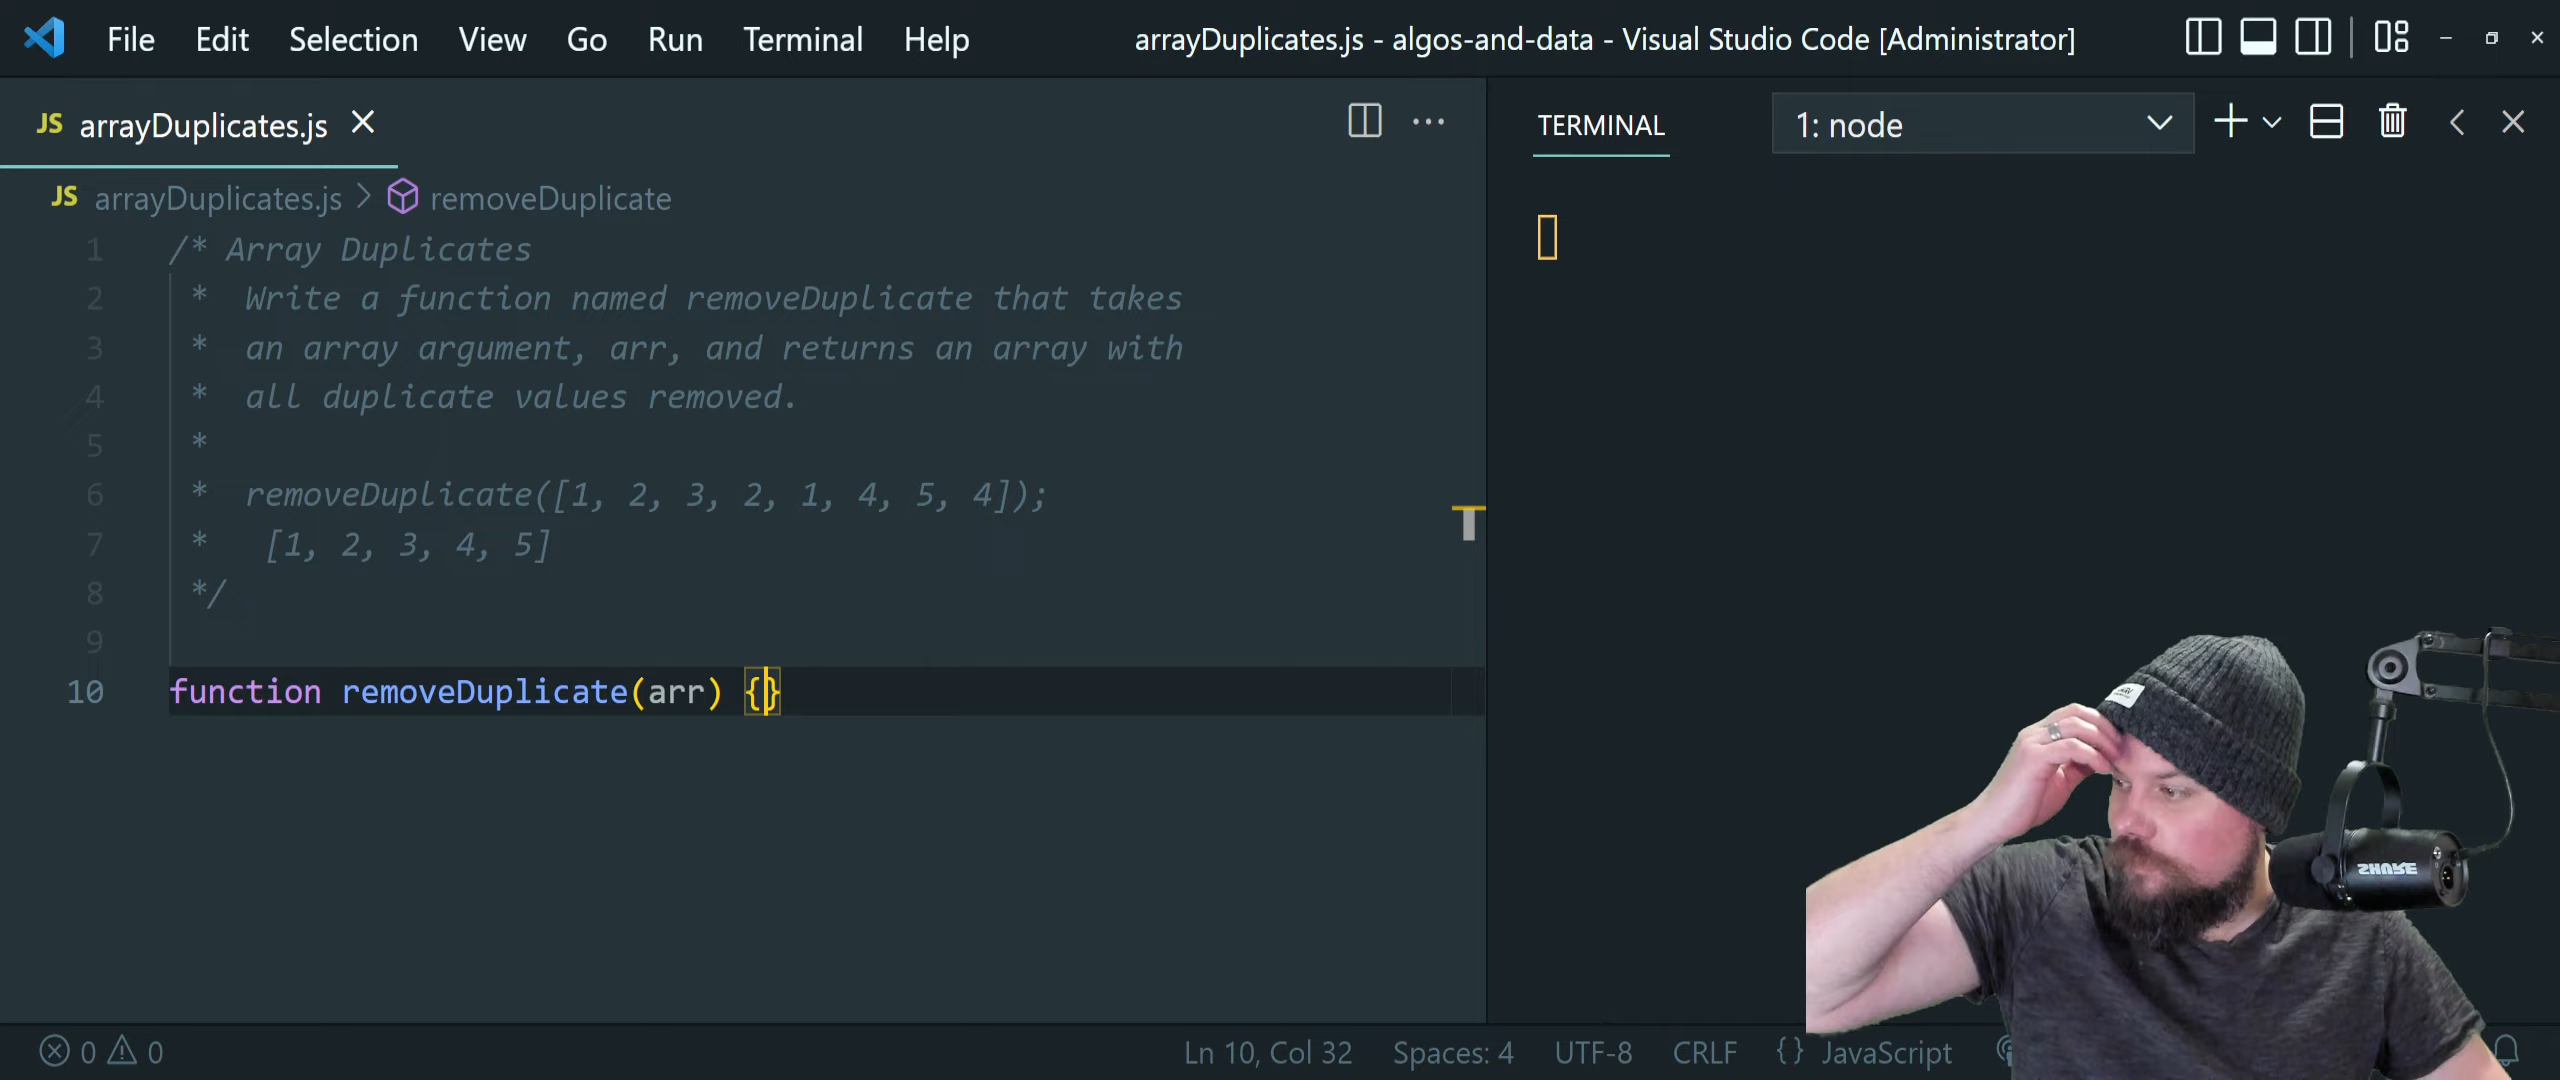 File Edit Selection View Go Run Terminal Help arrayDuplicates.js - algos-and-data - Visual Studio Code [Administrator]
JS arrayDuplicates.js
TERMINAL 1: node
JS arrayDuplicates.js > removeDuplicate
1 /* Array Duplicates
2 * Write a function named removeDuplicate that takes
3 * an array argument, arr, and returns an array with
4 * all duplicate values removed.
5 *
6 * removeDuplicate([1, 2, 3, 2, 1, 4, 5, 4]);
7 * [1, 2, 3, 4, 5]
8 */
9
10 function removeDuplicate(arr) {}
SHURE
0 0 Ln 10, Col 32 Spaces: 4 UTF-8 CRLF {} JavaScript